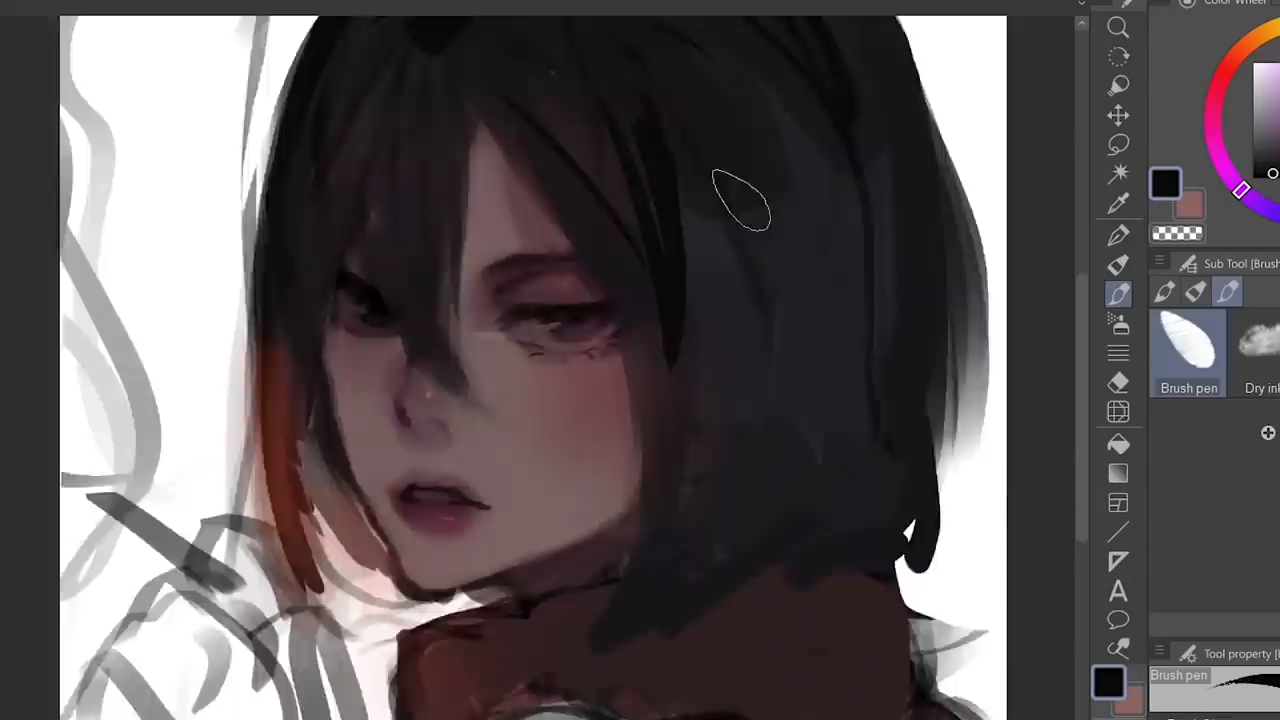 Color Wheel
Sub Tool [Brush
Brush pen
Dry ink
Tool property [
Brush pen